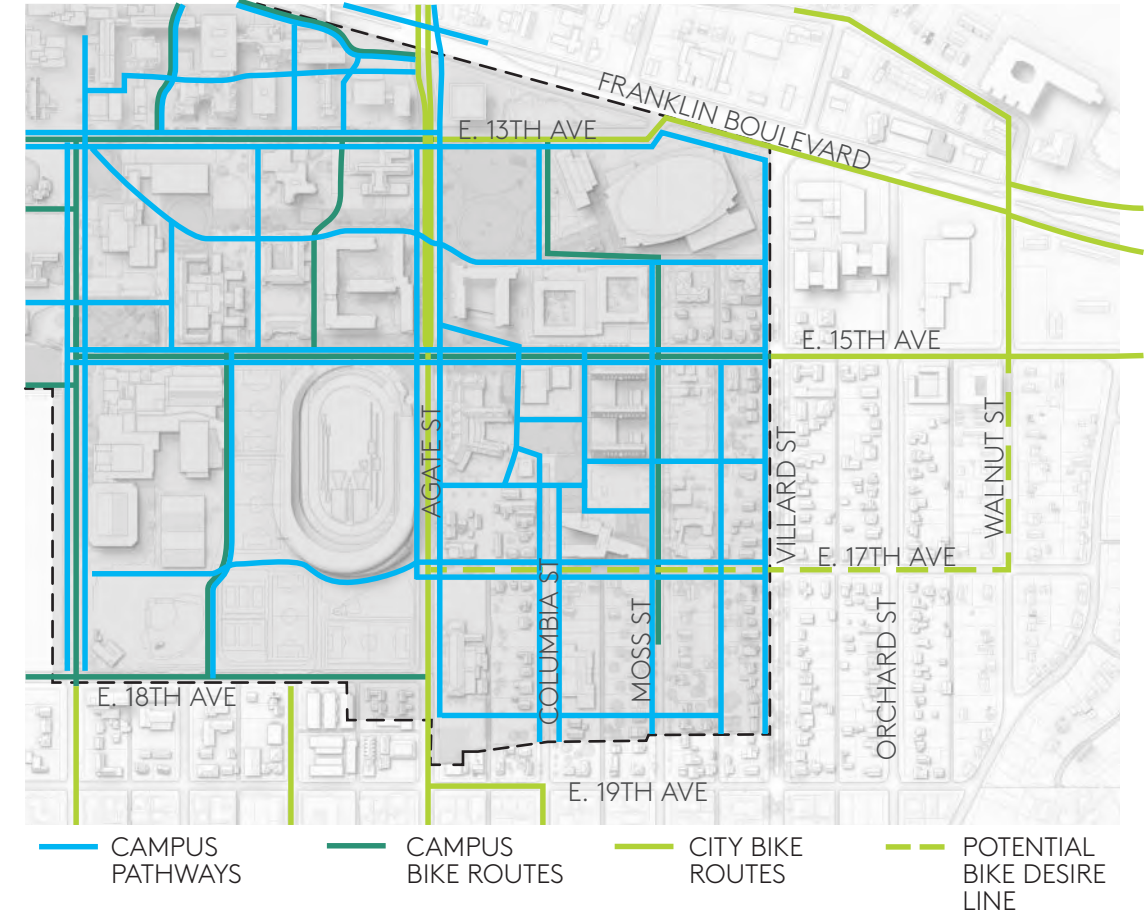 FRANKLIN BOULEVARD
E. 13TH AVE
E. 15TH AVE
AGATE ST
VILLARD ST
WALNUT ST
E. 17TH AVE
COLUMBIA ST
MOSS ST
ORCHARD ST
E. 18TH AVE
E. 19TH AVE
CAMPUS
PATHWAYS
CAMPUS
BIKE ROUTES
CITY BIKE
ROUTES
POTENTIAL
BIKE DESIRE
LINE